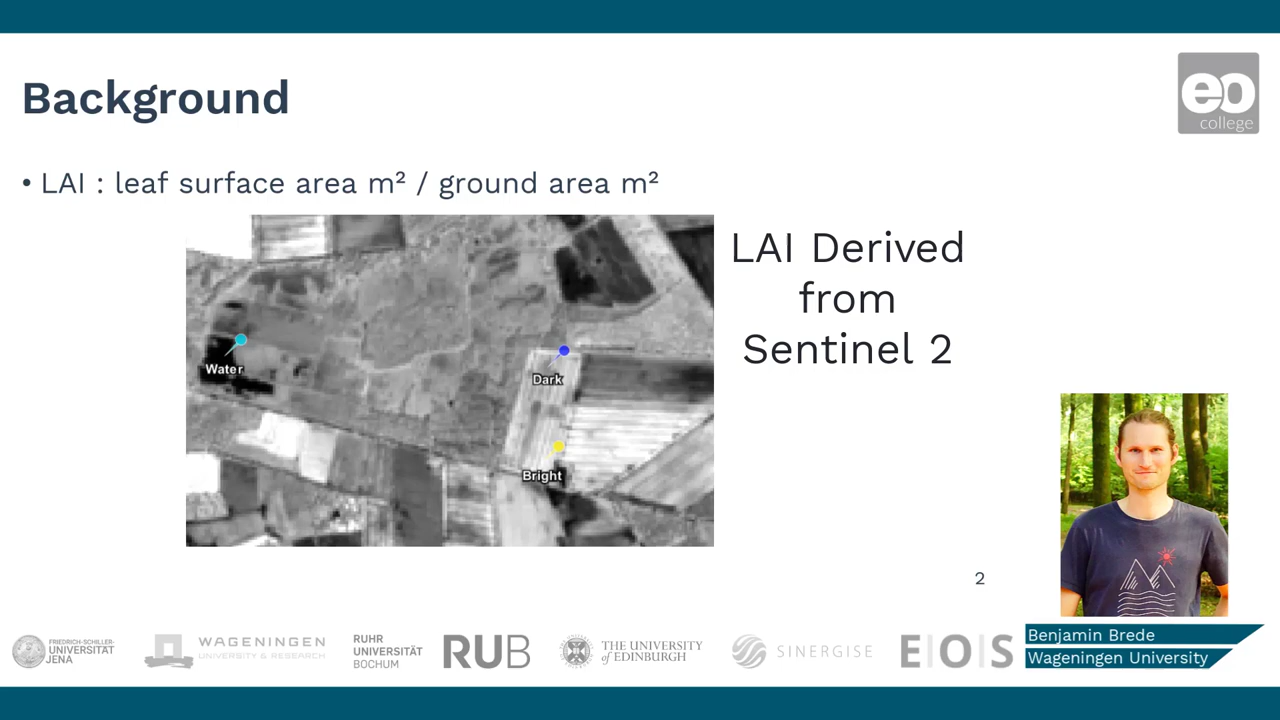 Background
eo
college
• LAI : leaf surface area m² / ground area m²
LAI Derived
from
Sentinel 2
Water
Dark
Bright
2
FRIEDRICH-SCHILLER-
UNIVERSITÄT
JENA
WAGENINGEN
UNIVERSITY & RESEARCH
RUHR
UNIVERSITÄT
BOCHUM
RUB
THE UNIVERSITY
of EDINBURGH
SINERGISE
E|O|S
Benjamin Brede
Wageningen University